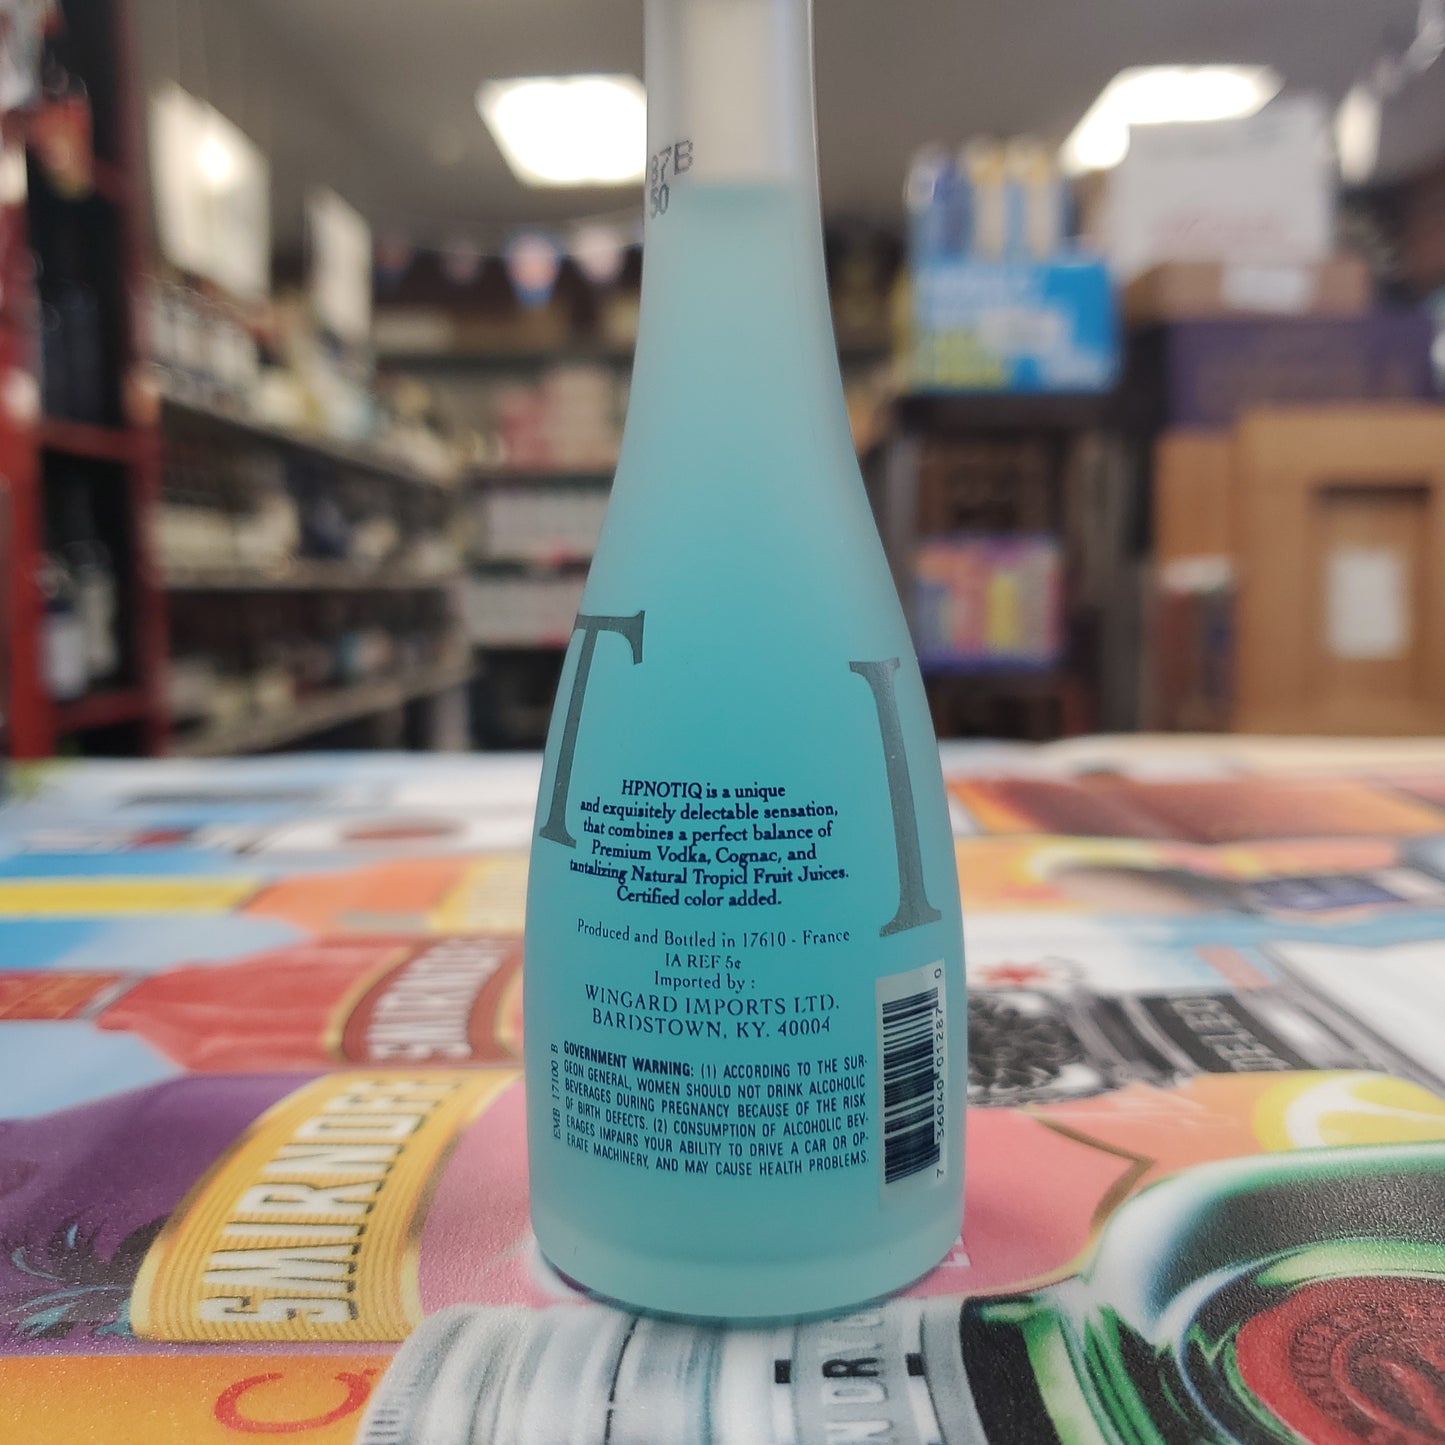 87B
50
T
I
HPNOTIQ is a unique
and exquisitely delectable sensation,
that combines a perfect balance of
Premium Vodka, Cognac, and
tantalizing Natural Tropicl Fruit Juices.
Certified color added.
Produced and Bottled in 17610 - France
IA REF 5¢
Imported by :
WINGARD IMPORTS LTD.
BARDSTOWN, KY. 40004
EMB 17100 B
GOVERNMENT WARNING: (1) ACCORDING TO THE SUR-
GEON GENERAL, WOMEN SHOULD NOT DRINK ALCOHOLIC
BEVERAGES DURING PREGNANCY BECAUSE OF THE RISK
OF BIRTH DEFECTS. (2) CONSUMPTION OF ALCOHOLIC BEV-
ERAGES IMPAIRS YOUR ABILITY TO DRIVE A CAR OR OP-
ERATE MACHINERY, AND MAY CAUSE HEALTH PROBLEMS.
7 36040 01287 0
SMIRNOFF
SMIRNOFF